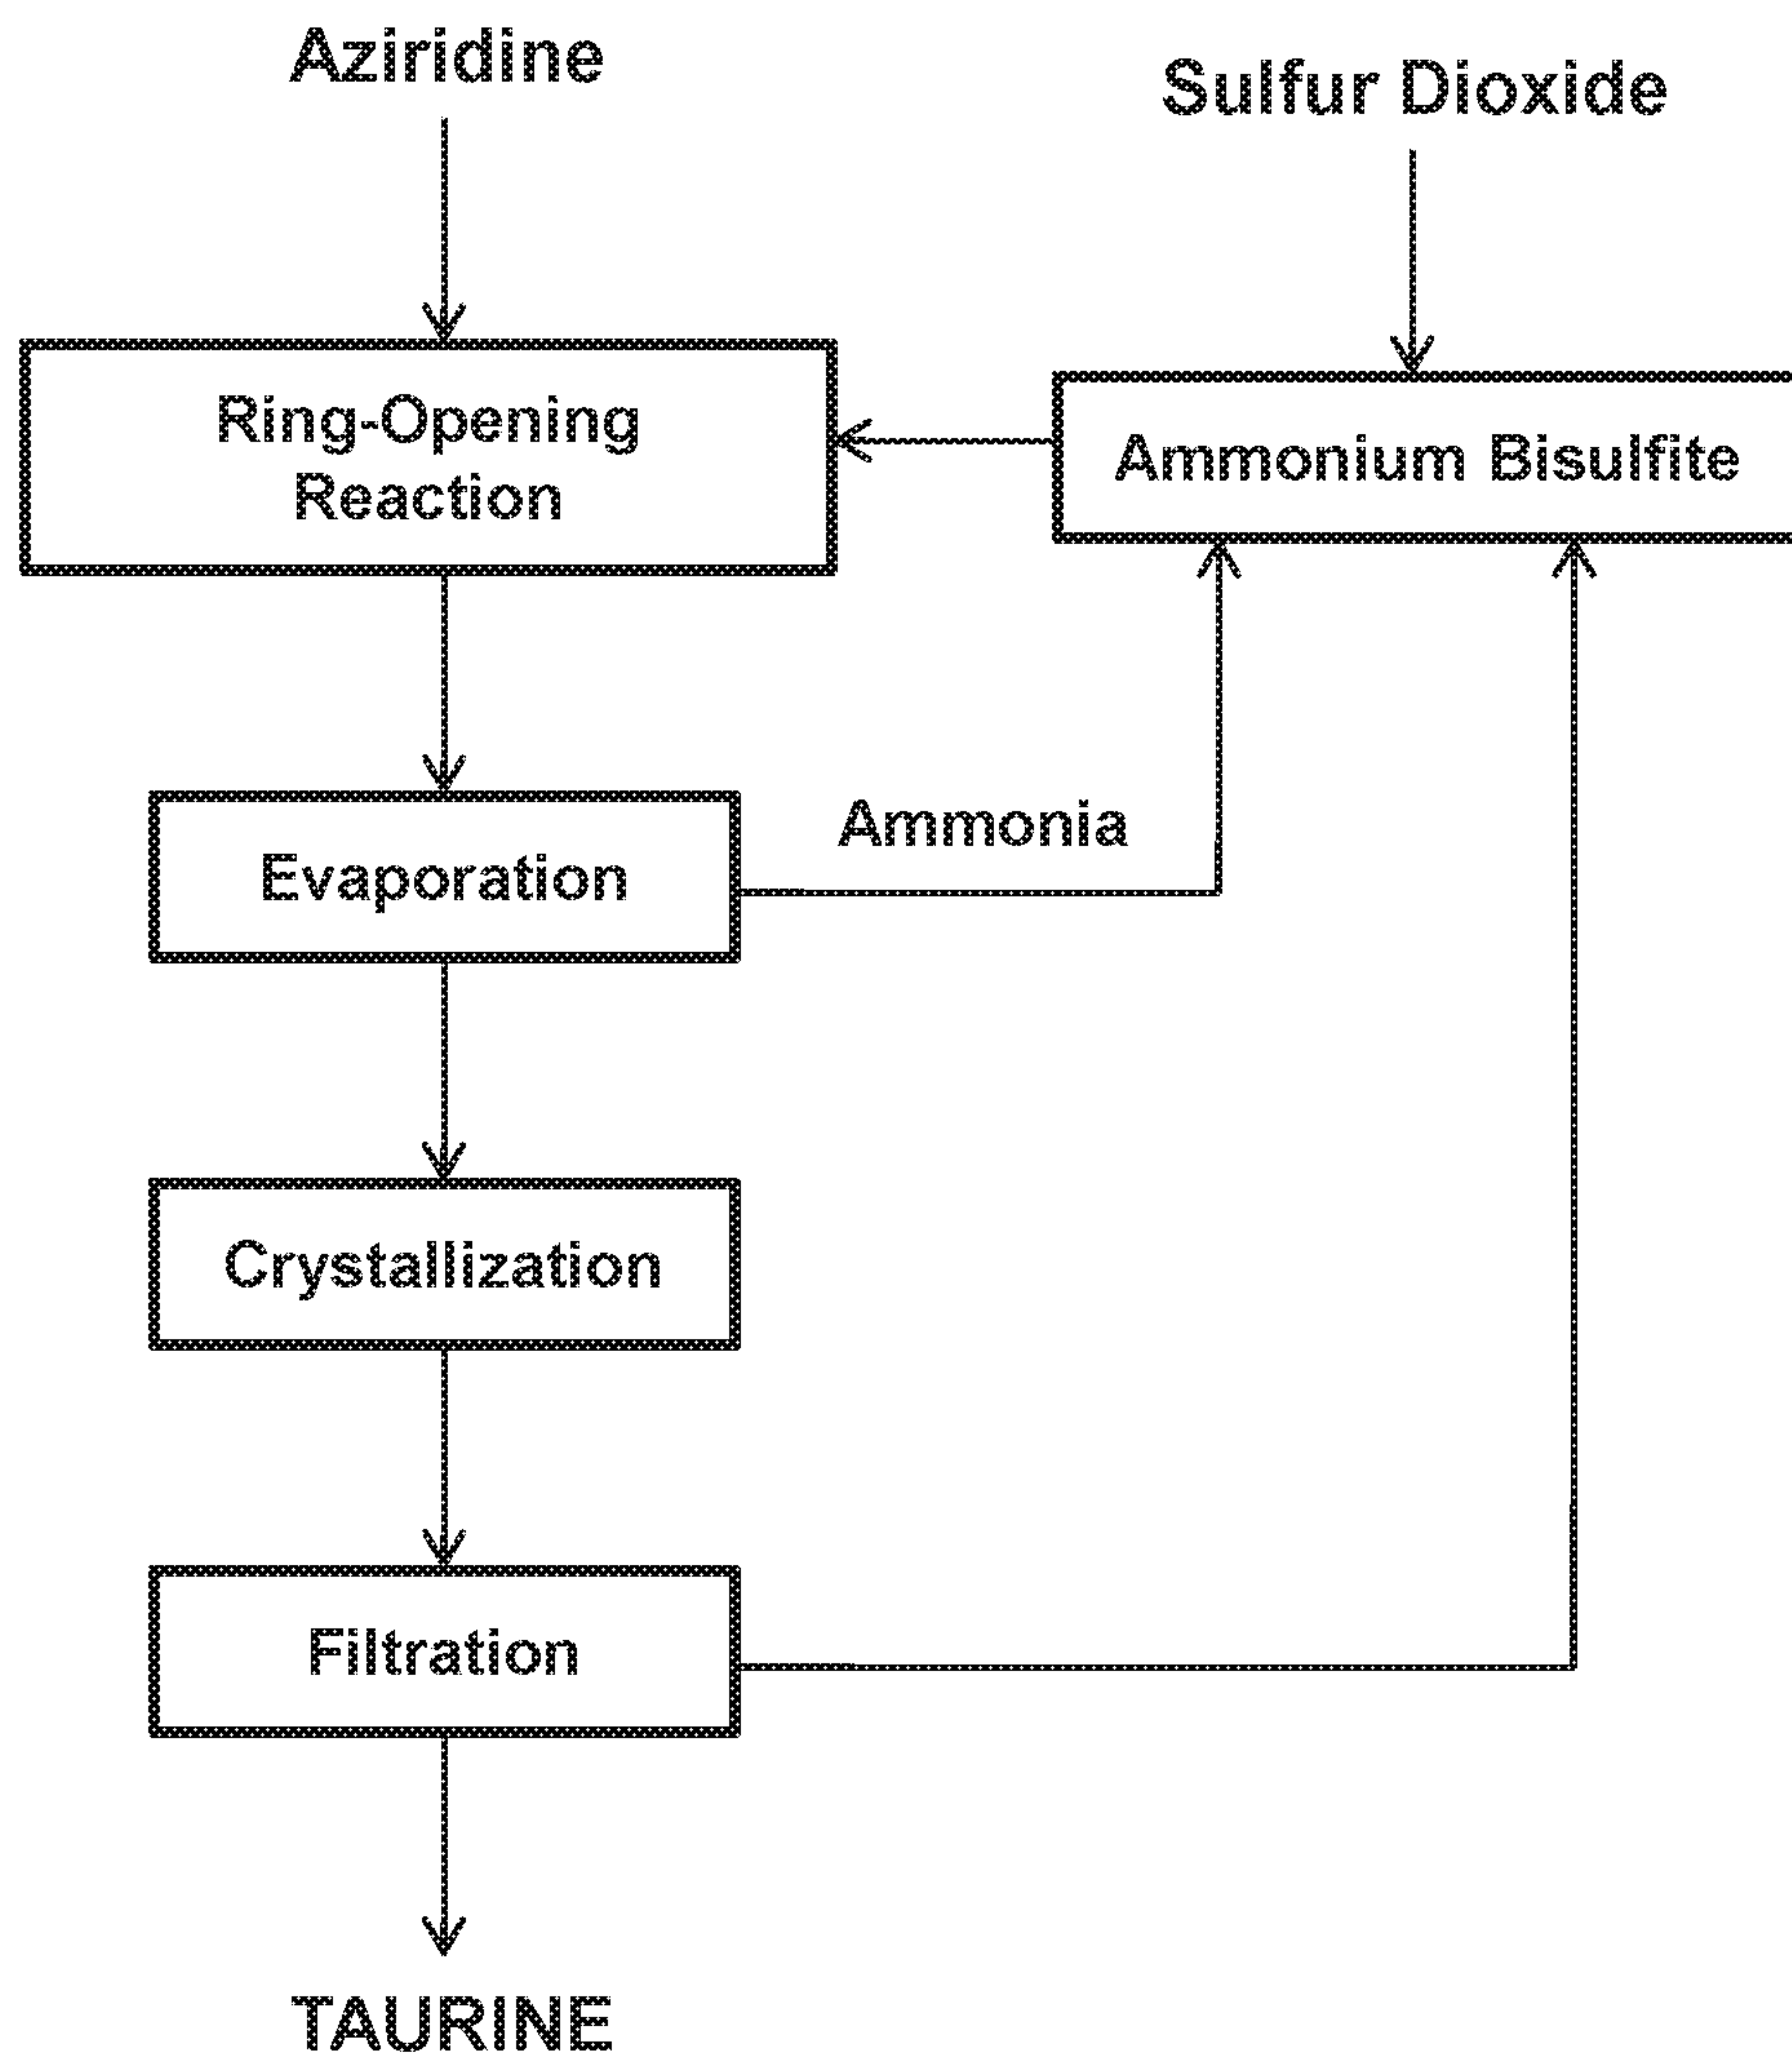 Aziridine
Sulfur Dioxide
Ring-Opening
Reaction
Ammonium Bisulfite
Ammonia
Evaporation
Crystallization
Filtration
TAURINE